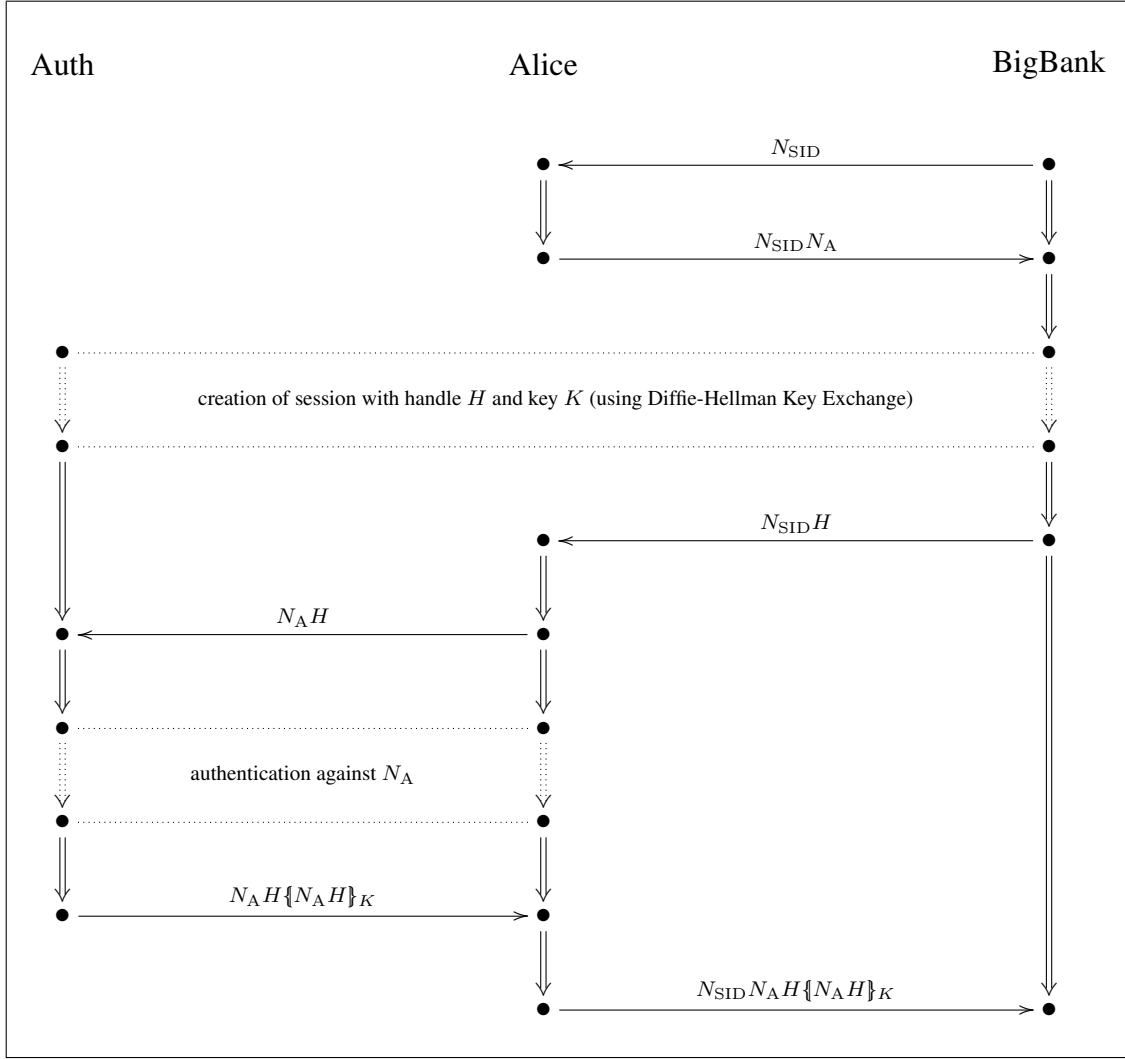 Auth Alice BigBank
N_SID
N_SID N_A
creation of session with handle H and key K (using Diffie-Hellman Key Exchange)
N_SID H
N_A H
authentication against N_A
N_A H{|N_A H|}_K
N_SID N_A H{|N_A H|}_K